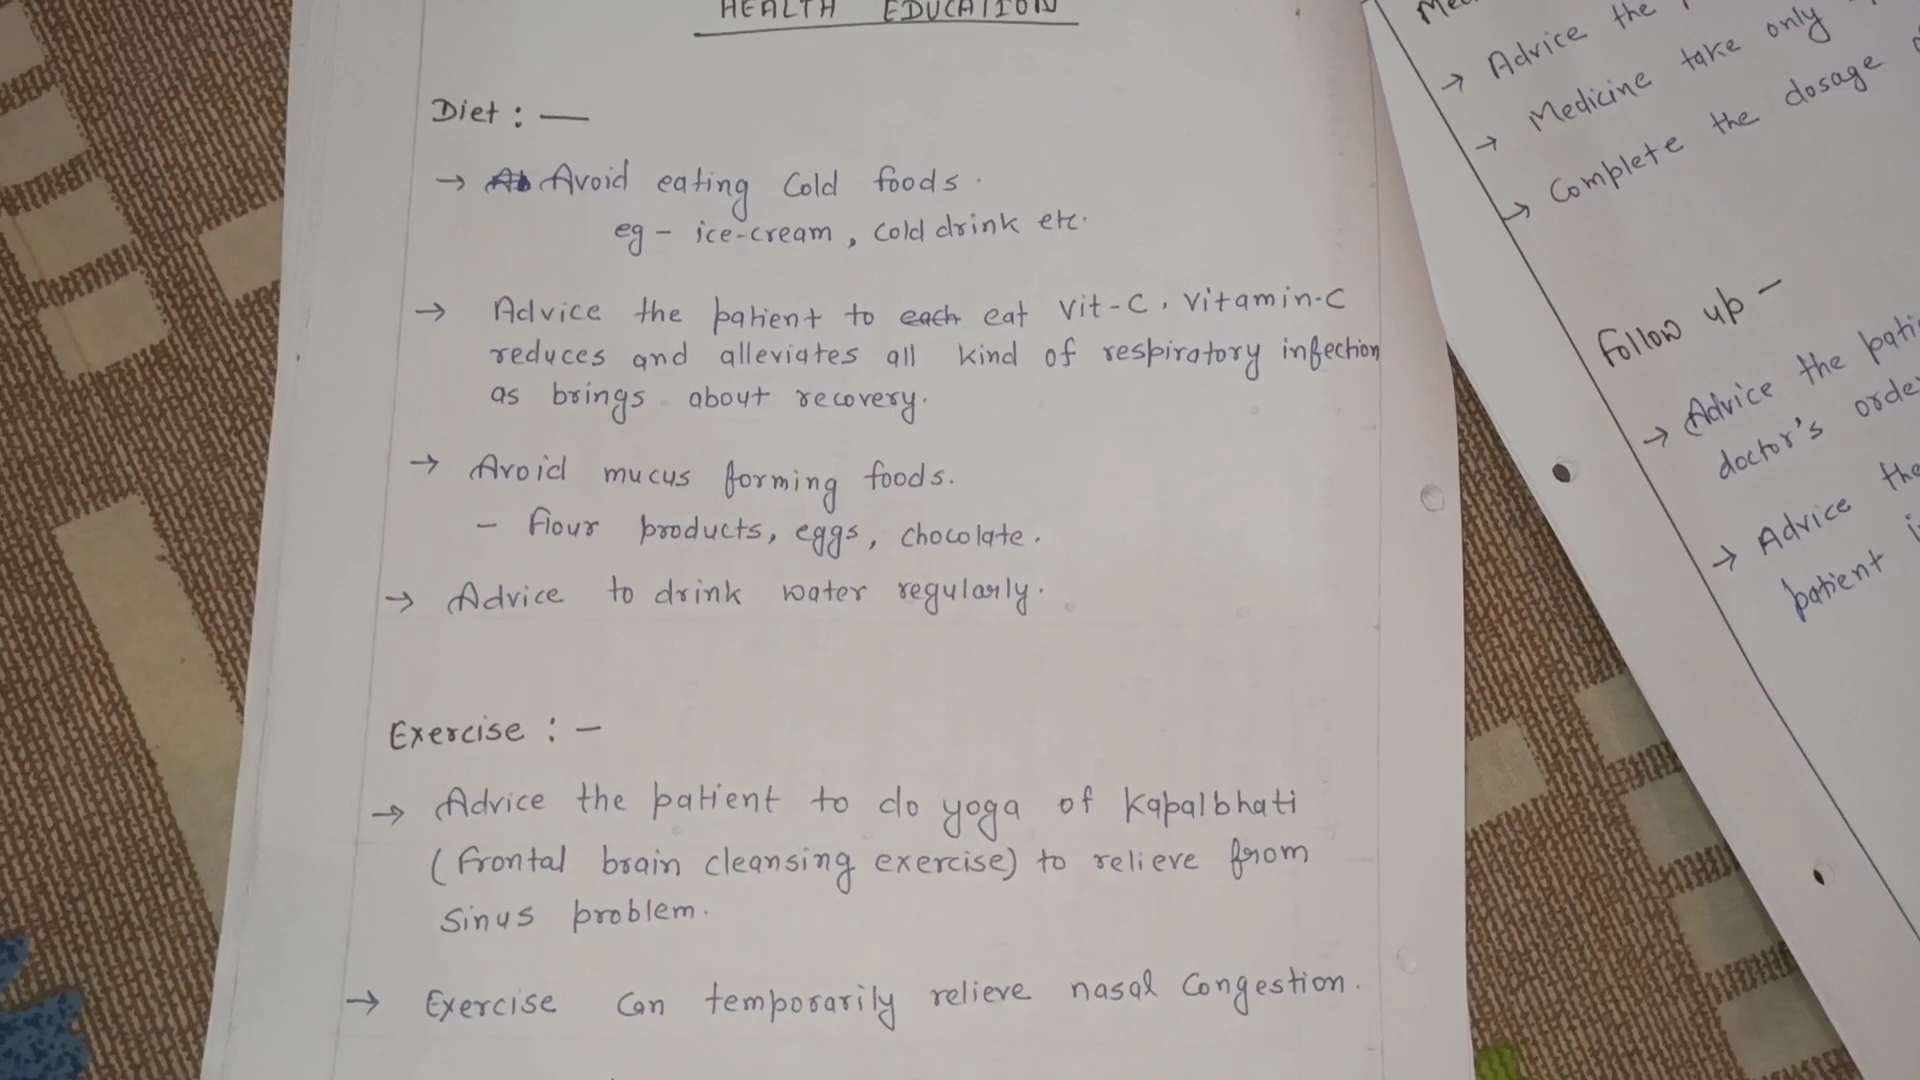 HEALTH EDUCATION
Diet : —
→ Avoid eating Cold foods.
eg - ice-cream, Cold drink etc.
→ Advice the patient to each eat Vit-C. Vitamin-C
reduces and alleviates all kind of respiratory infection
as brings about recovery.
→ Avoid mucus forming foods.
- flour products, eggs, chocolate.
→ Advice to drink water regularly.
Exercise : -
→ Advice the patient to do yoga of Kapalbhati
(frontal brain cleansing exercise) to relieve from
Sinus problem.
→ Exercise Can temporarily relieve nasal Congestion.
→ Advice the
→ Medicine take only
→ Complete the dosage
follow up -
→ Advice the
doctor's
→ Advice the
patient